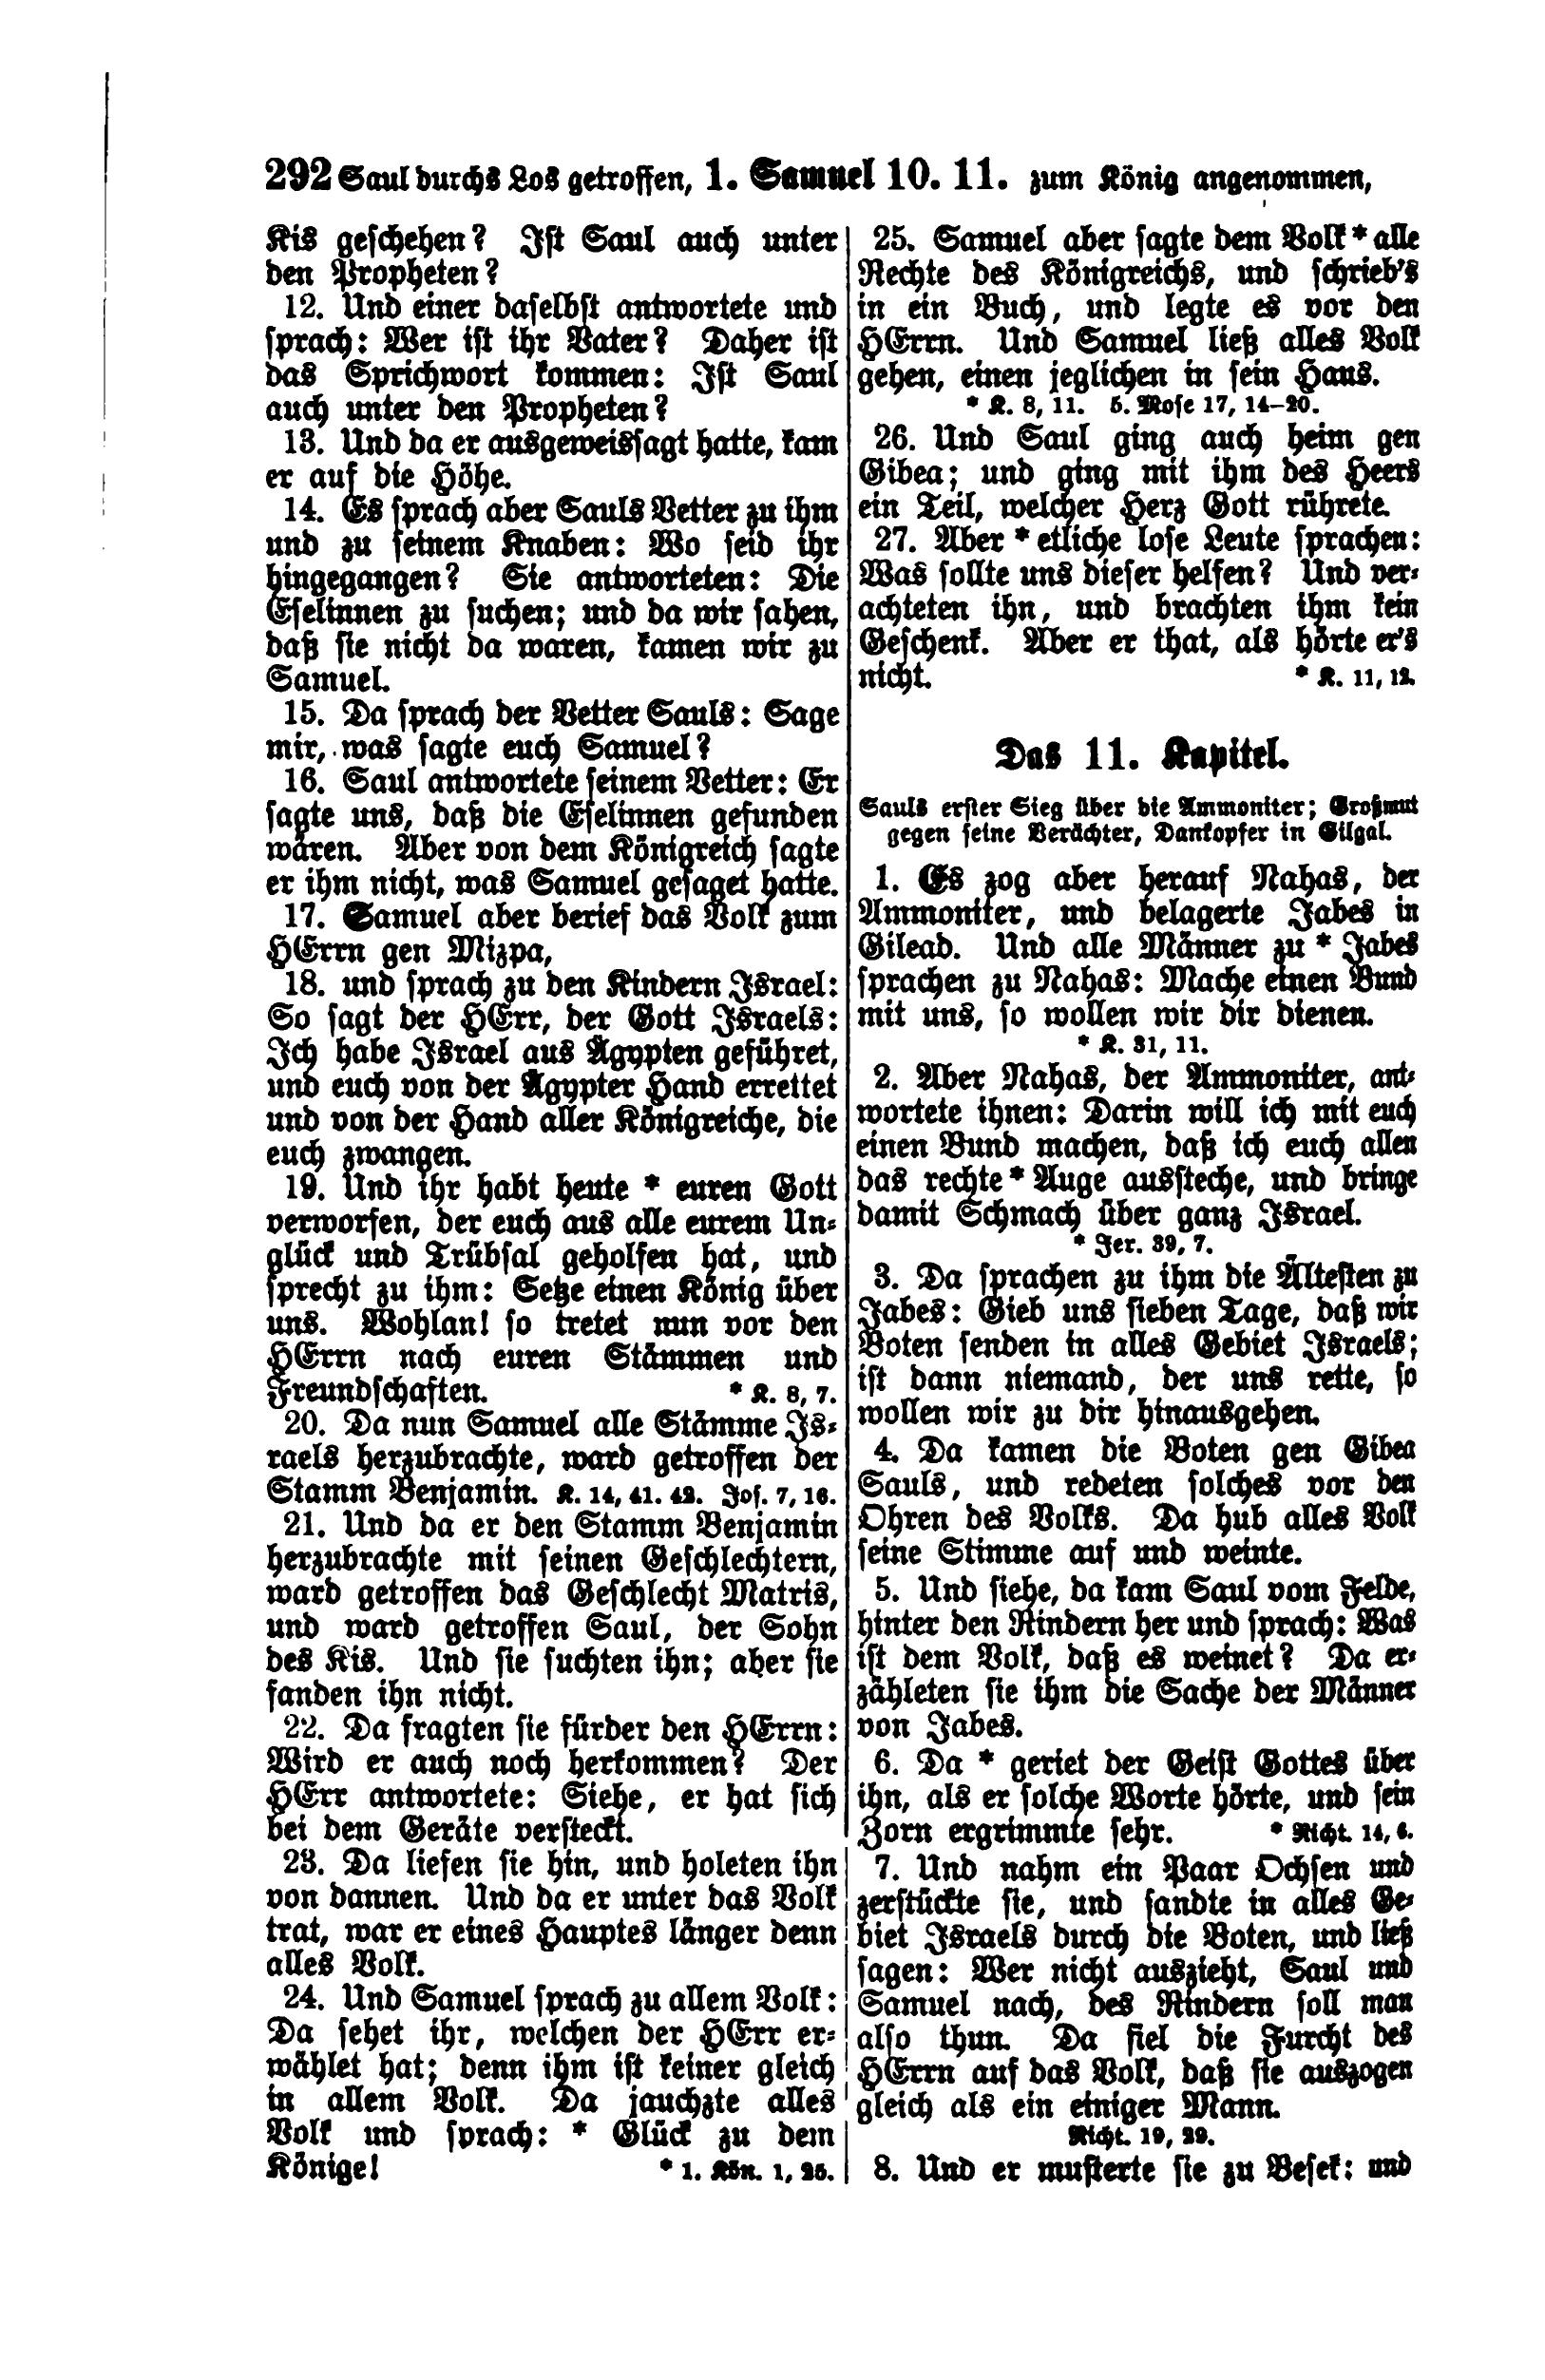 292 Saul durchs Los getroffen, 1. Samuel 10. 11. zum König angenommen,
Kis geschehen? Ist Saul auch unter
den Propheten?
12. Und einer daselbst antwortete und
sprach: Wer ist ihr Vater? Daher ist
das Sprichwort kommen: Ist Saul
auch unter den Propheten?
13. Und da er ausgeweissagt hatte, kam
er auf die Höhe.
14. Es sprach aber Sauls Vetter zu ihm
und zu seinem Knaben: Wo seid ihr
hingegangen? Sie antworteten: Die
Eselinnen zu suchen; und da wir sahen,
daß sie nicht da waren, kamen wir zu
Samuel.
15. Da sprach der Vetter Sauls: Sage
mir, was sagte euch Samuel?
16. Saul antwortete seinem Vetter: Er
sagte uns, daß die Eselinnen gefunden
wären. Aber von dem Königreich sagte
er ihm nicht, was Samuel gesaget hatte.
17. Samuel aber berief das Volk zum
HErrn gen Mizpa,
18. und sprach zu den Kindern Israel:
So sagt der HErr, der Gott Israels:
Ich habe Israel aus Ägypten geführet,
und euch von der Ägypter Hand errettet
und von der Hand aller Königreiche, die
euch zwangen.
19. Und ihr habt heute * euren Gott
verworfen, der euch aus alle eurem Un-
glück und Trübsal geholfen hat, und
sprecht zu ihm: Setze einen König über
uns. Wohlan! so tretet nun vor den
HErrn nach euren Stämmen und
Freundschaften. * K. 8, 7.
20. Da nun Samuel alle Stämme Is-
raels herzubrachte, ward getroffen der
Stamm Benjamin. K. 14, 41. 42. Jos. 7, 16.
21. Und da er den Stamm Benjamin
herzubrachte mit seinen Geschlechtern,
ward getroffen das Geschlecht Matris,
und ward getroffen Saul, der Sohn
des Kis. Und sie suchten ihn; aber sie
fanden ihn nicht.
22. Da fragten sie fürder den HErrn:
Wird er auch noch herkommen? Der
HErr antwortete: Siehe, er hat sich
bei dem Geräte versteckt.
23. Da liefen sie hin, und holeten ihn
von dannen. Und da er unter das Volk
trat, war er eines Hauptes länger denn
alles Volk.
24. Und Samuel sprach zu allem Volk:
Da sehet ihr, welchen der HErr er-
wählet hat; denn ihm ist keiner gleich
in allem Volk. Da jauchzte alles
Volk und sprach: * Glück zu dem
Könige! * 1. Kön. 1, 25.
25. Samuel aber sagte dem Volk * alle
Rechte des Königreichs, und schrieb's
in ein Buch, und legte es vor den
HErrn. Und Samuel ließ alles Volk
gehen, einen jeglichen in sein Haus.
* K. 8, 11. 5. Mose 17, 14-20.
26. Und Saul ging auch heim gen
Gibea; und ging mit ihm des Heers
ein Teil, welcher Herz Gott rührete.
27. Aber * etliche lose Leute sprachen:
Was sollte uns dieser helfen? Und ver-
achteten ihn, und brachten ihm kein
Geschenk. Aber er that, als hörte er's
nicht. * K. 11, 12.
Das 11. Kapitel.
Sauls erster Sieg über die Ammoniter; Großmut
gegen seine Verächter, Dankopfer in Gilgal.
1. Es zog aber herauf Nahas, der
Ammoniter, und belagerte Jabes in
Gilead. Und alle Männer zu * Jabes
sprachen zu Nahas: Mache einen Bund
mit uns, so wollen wir dir dienen.
* K. 31, 11.
2. Aber Nahas, der Ammoniter, ant-
wortete ihnen: Darin will ich mit euch
einen Bund machen, daß ich euch allen
das rechte * Auge aussteche, und bringe
damit Schmach über ganz Israel.
* Jer. 39, 7.
3. Da sprachen zu ihm die Ältesten zu
Jabes: Gieb uns sieben Tage, daß wir
Boten senden in alles Gebiet Israels;
ist dann niemand, der uns rette, so
wollen wir zu dir hinausgehen.
4. Da kamen die Boten gen Gibea
Sauls, und redeten solches vor den
Ohren des Volks. Da hub alles Volk
seine Stimme auf und weinte.
5. Und siehe, da kam Saul vom Felde,
hinter den Rindern her und sprach: Was
ist dem Volk, daß es weinet? Da er-
zähleten sie ihm die Sache der Männer
von Jabes.
6. Da * geriet der Geist Gottes über
ihn, als er solche Worte hörte, und sein
Zorn ergrimmte sehr. * Richt. 14, 6.
7. Und nahm ein Paar Ochsen und
zerstückte sie, und sandte in alles Ge-
biet Israels durch die Boten, und ließ
sagen: Wer nicht auszieht, Saul und
Samuel nach, des Rindern soll man
also thun. Da fiel die Furcht des
HErrn auf das Volk, daß sie auszogen
gleich als ein einiger Mann.
Richt. 19, 29.
8. Und er musterte sie zu Besek: und